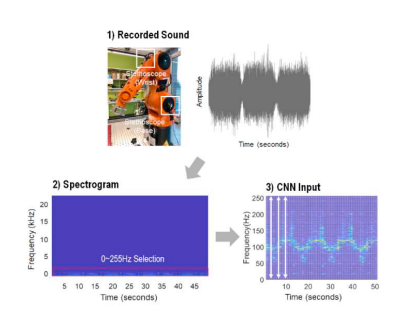 1) Recorded Sound
Stethoscope
(Wrist)
Stethoscope
(Base)
Amplitude
Time (seconds)
2) Spectrogram
Frequency (kHz)
20
15
10
5
0
0~255Hz Selection
5 10 15 20 25 30 35 40 45
Time (seconds)
3) CNN Input
Frequency(Hz)
250
200
150
100
50
0
10 20 30 40 50
Time (seconds)